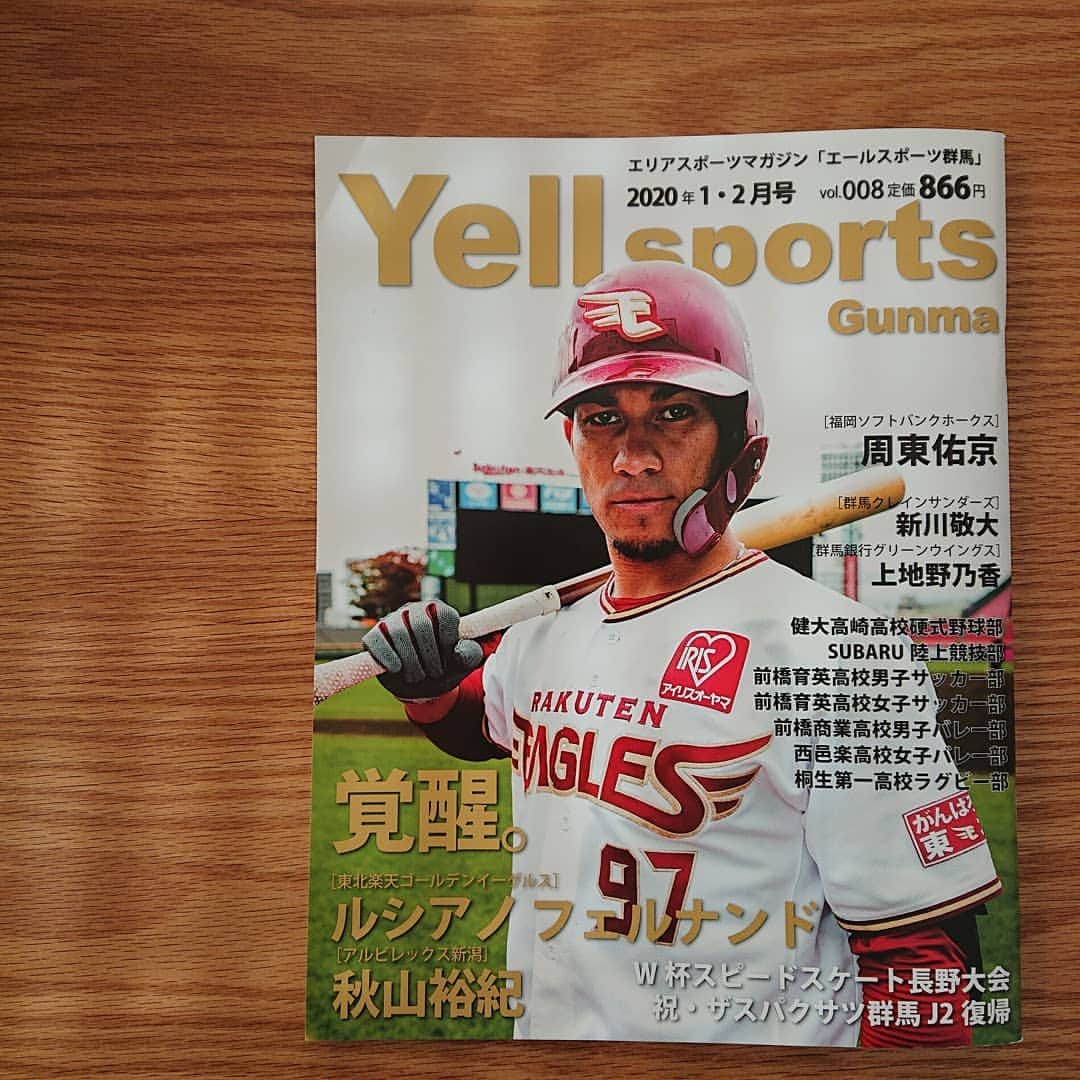 エリアスポーツマガジン「エールスポーツ群馬」
2020年1・2月号 vol.008 定価866円
Yell sports
Gunma
[福岡ソフトバンクホークス]
周東佑京
[群馬クレインサンダーズ]
新川敬大
[群馬銀行グリーンウイングス]
上地野乃香
健大高崎高校硬式野球部
SUBARU 陸上競技部
前橋育英高校男子サッカー部
前橋育英高校女子サッカー部
前橋商業高校男子バレー部
西邑楽高校女子バレー部
桐生第一高校ラグビー部
IRIS
アイリスオーヤマ
RAKUTEN
EAGLES
97
がんば
東
覚醒。
[東北楽天ゴールデンイーグルス]
ルシアノフェルナンド
[アルビレックス新潟]
秋山裕紀
W杯スピードスケート長野大会
祝・ザスパクサツ群馬J2復帰